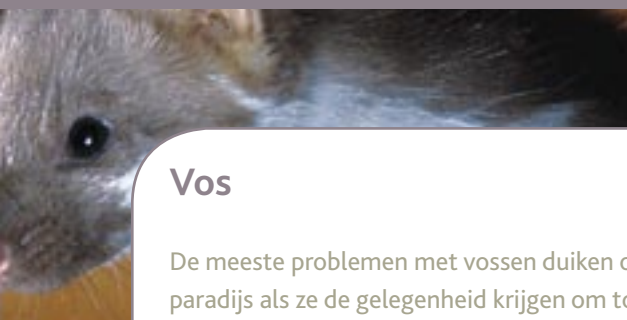 Vos
De meeste problemen met vossen duiken
paradijs als ze de gelegenheid krijgen om